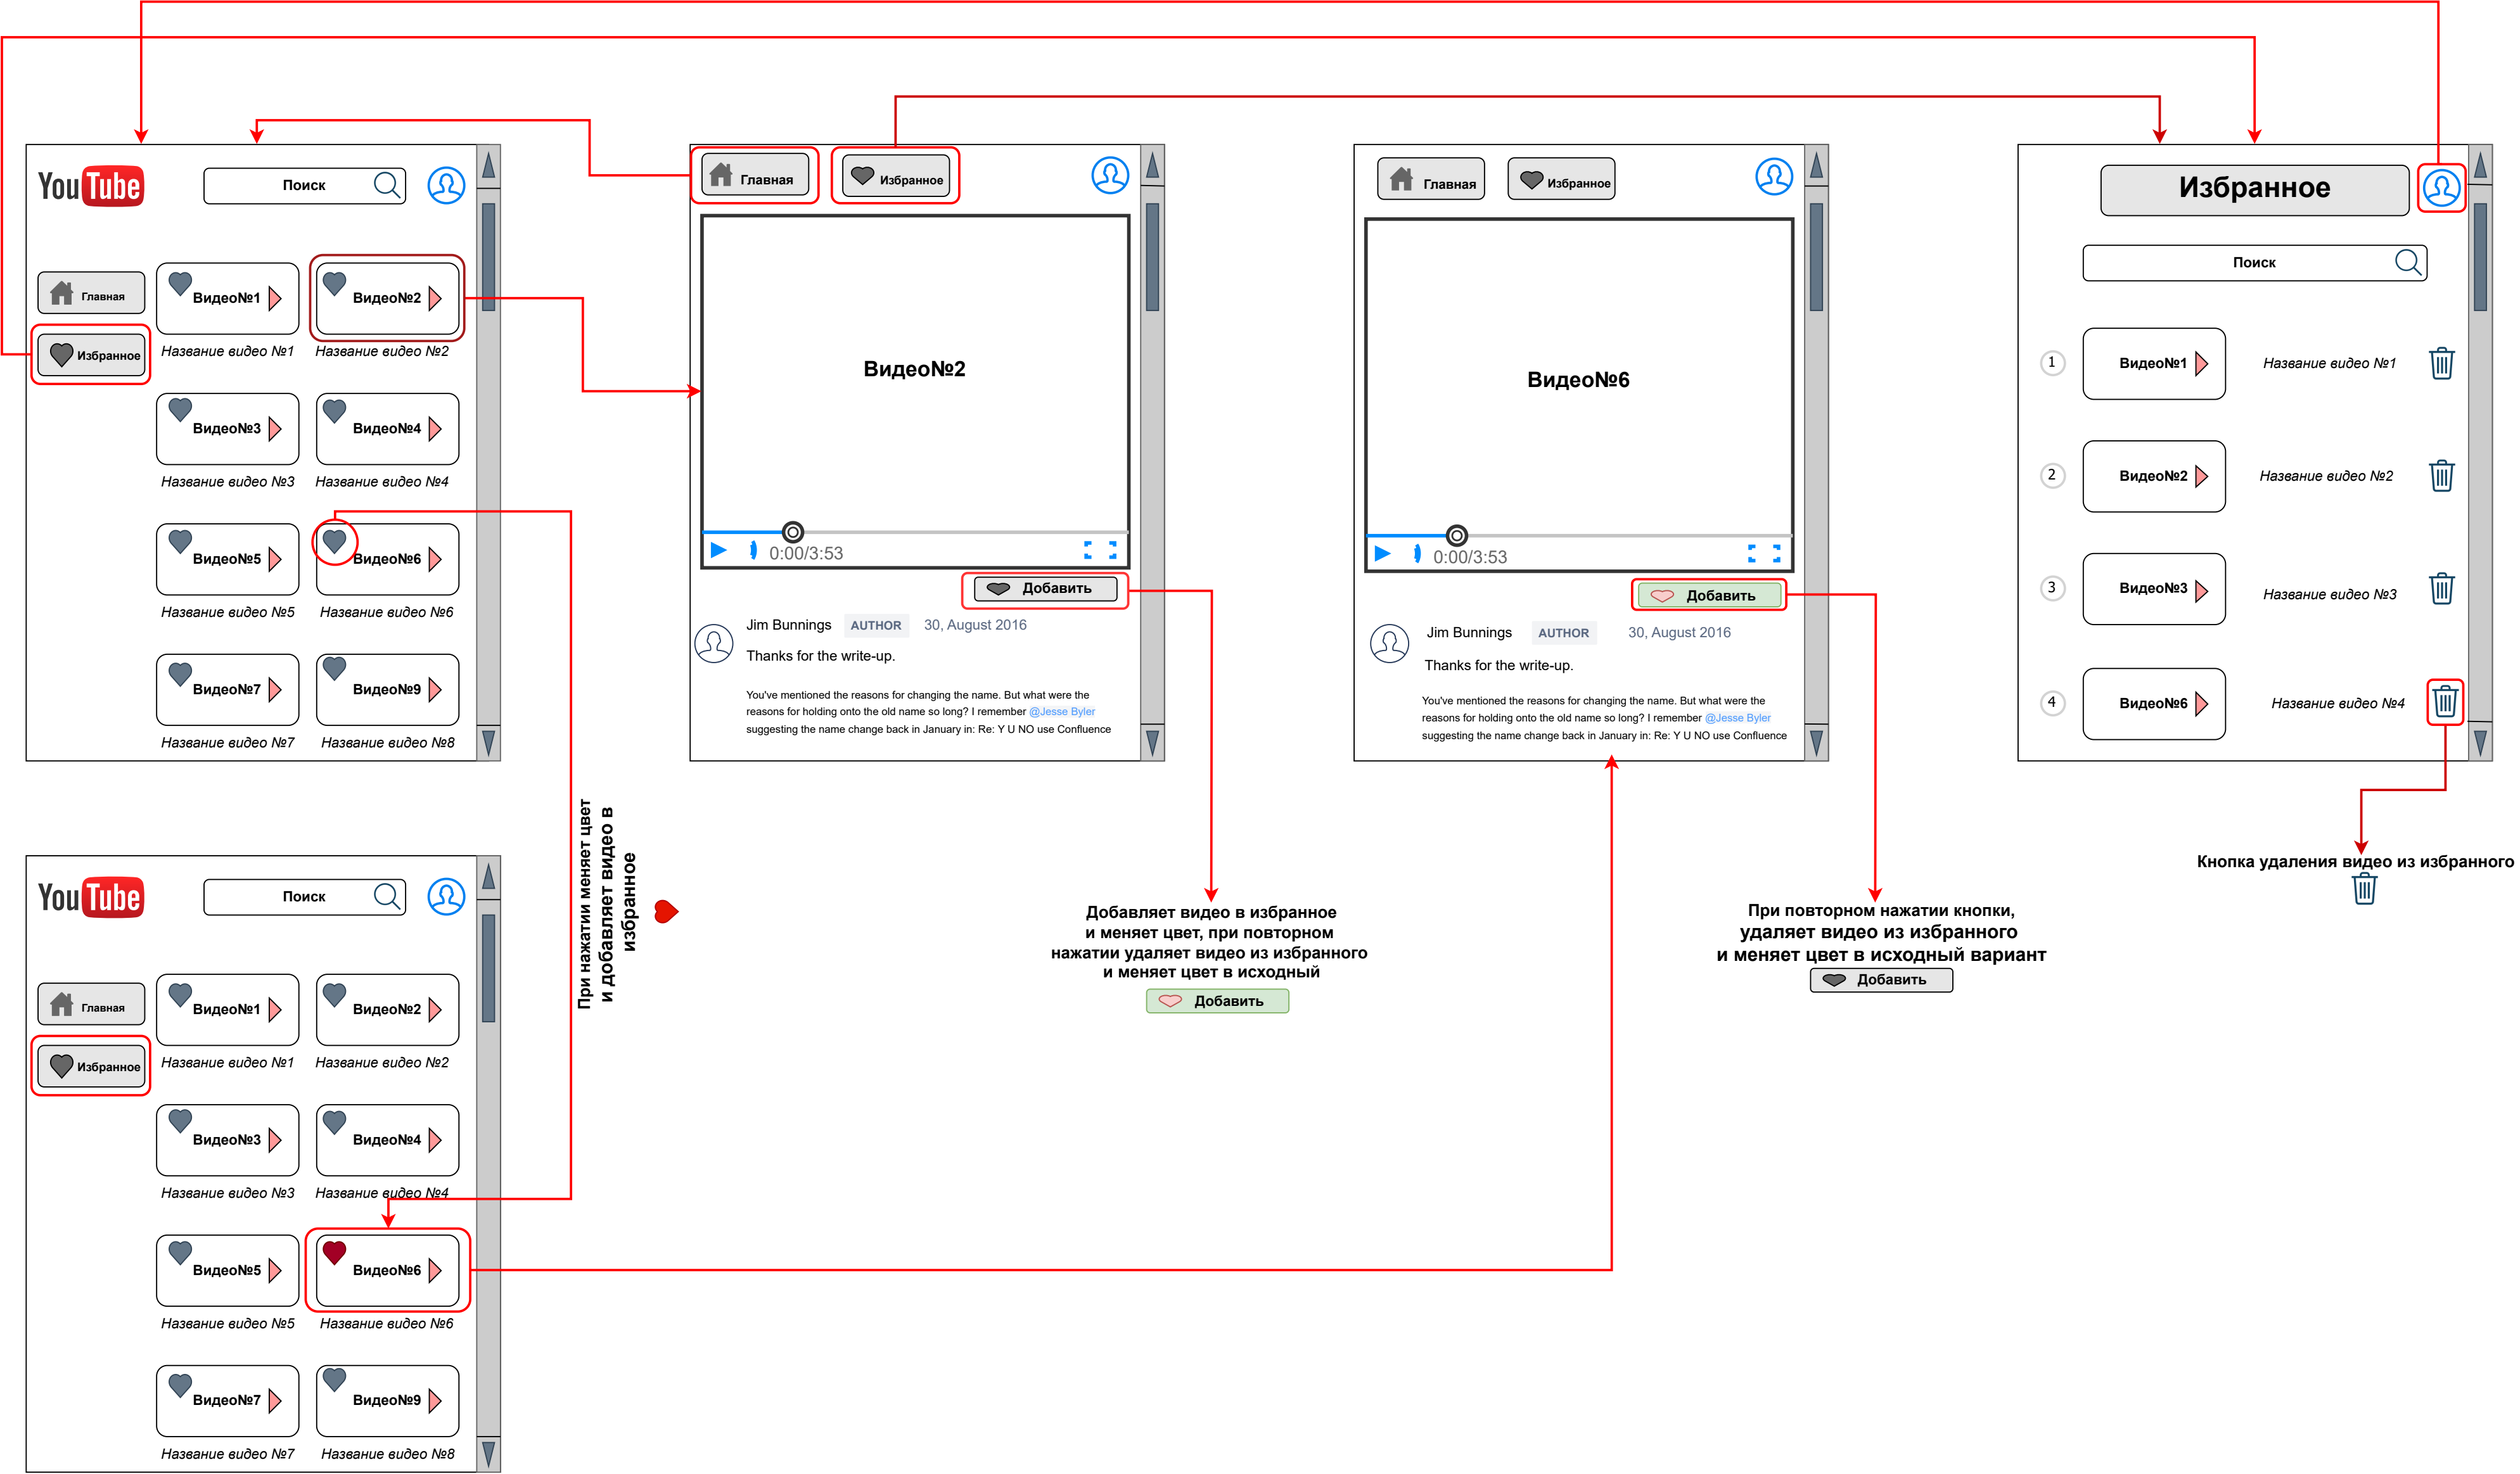 YouTube
Поиск
Главная
Избранное
Видео№1
Видео№2
Название видео №1
Название видео №2
Видео№3
Видео№4
Название видео №3
Название видео №4
Видео№5
Видео№6
Название видео №5
Название видео №6
Видео№7
Видео№9
Название видео №7
Название видео №8
Главная
Избранное
Видео№2
0:00/3:53
Добавить
Jim Bunnings AUTHOR 30, August 2016
Thanks for the write-up.
You've mentioned the reasons for changing the name. But what were the
reasons for holding onto the old name so long? I remember @Jesse Byler
suggesting the name change back in January in: Re: Y U NO use Confluence
Главная
Избранное
Видео№6
0:00/3:53
Добавить
Jim Bunnings AUTHOR 30, August 2016
Thanks for the write-up.
You've mentioned the reasons for changing the name. But what were the
reasons for holding onto the old name so long? I remember @Jesse Byler
suggesting the name change back in January in: Re: Y U NO use Confluence
Избранное
Поиск
1
Видео№1
Название видео №1
2
Видео№2
Название видео №2
3
Видео№3
Название видео №3
4
Видео№6
Название видео №4
При нажатии меняет цвет
и добавляет видео в
избранное
Добавляет видео в избранное
и меняет цвет, при повторном
нажатии удаляет видео из избранного
и меняет цвет в исходный
Добавить
При повторном нажатии кнопки,
удаляет видео из избранного
и меняет цвет в исходный вариант
Добавить
Кнопка удаления видео из избранного
YouTube
Поиск
Главная
Избранное
Видео№1
Видео№2
Название видео №1
Название видео №2
Видео№3
Видео№4
Название видео №3
Название видео №4
Видео№5
Видео№6
Название видео №5
Название видео №6
Видео№7
Видео№9
Название видео №7
Название видео №8